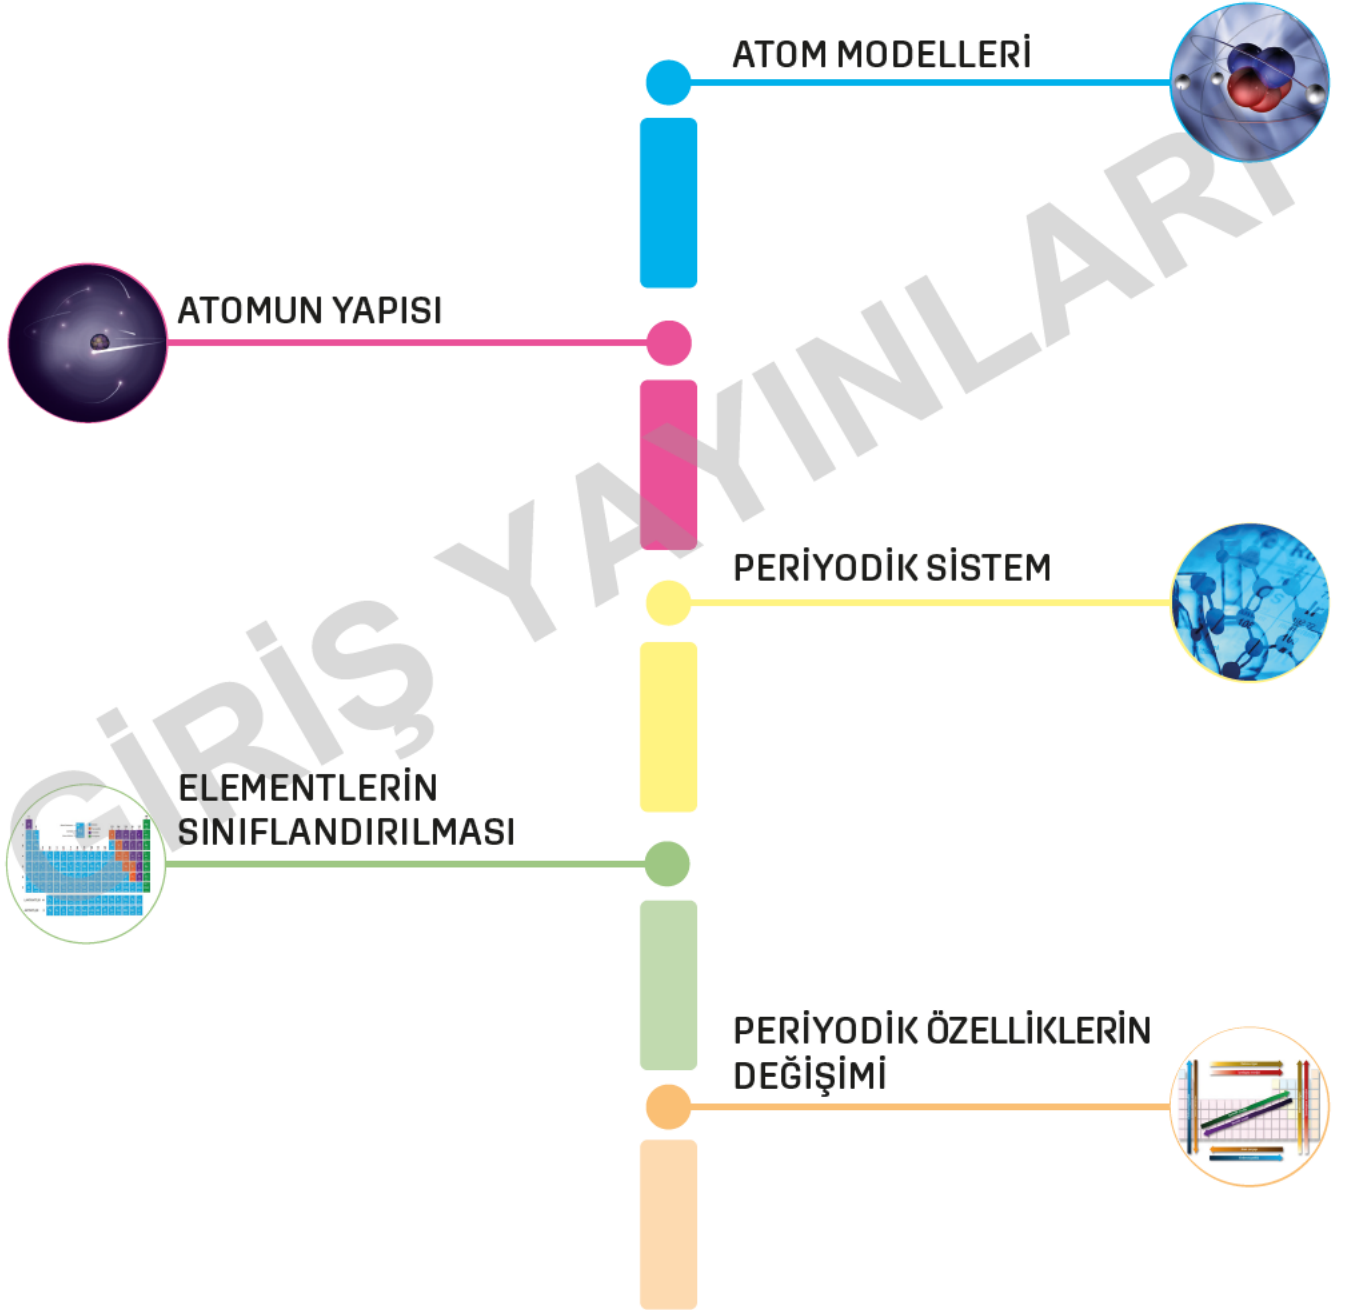 ATOM MODELLERİ
ATOMUN YAPISI
GİRİŞ YAYINLARI
PERİYODİK SİSTEM
ELEMENTLERİN
SINIFLANDIRILMASI
PERİYODİK ÖZELLİKLERİN
DEĞİŞİMİ